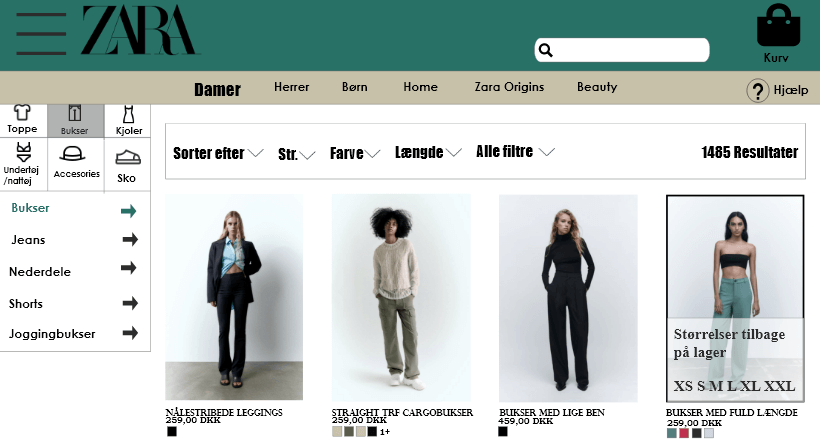 ZARA
Kurv
Damer
Herrer
Børn
Home
Zara Origins
Beauty
Hjælp
Toppe
Bukser
Kjoler
Undertøj
/nattøj
Accesories
Sko
Bukser
Jeans
Nederdele
Shorts
Joggingbukser
Sorter efter
Str.
Farve
Længde
Alle filtre
1485 Resultater
Størrelser tilbage
på lager
XS S M L XL XXL
NÅLESTRIBEDE LEGGINGS
259,00 DKK
STRAIGHT TRF CARGOBUKSER
259,00 DKK
1+
BUKSER MED LIGE BEN
459,00 DKK
BUKSER MED FULD LÆNGDE
259,00 DKK